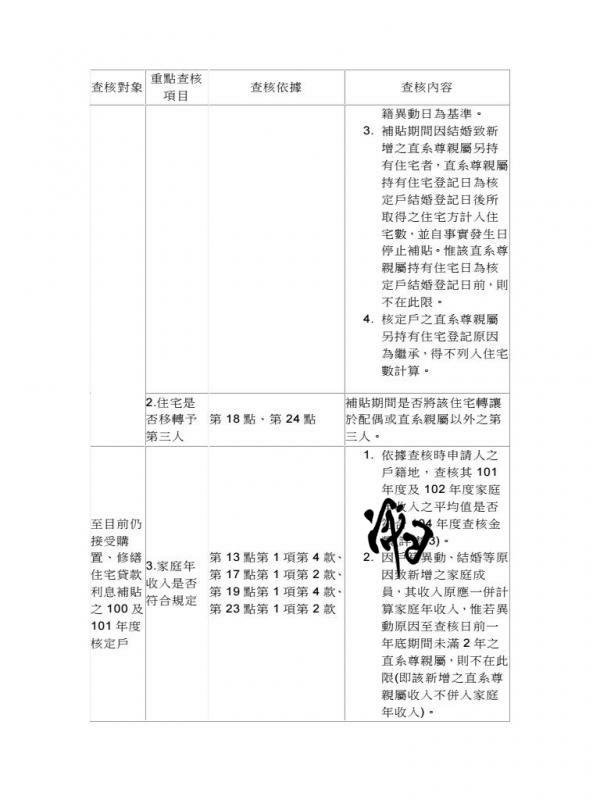 查核對象
重點查核
項目
查核依據
查核內容
籍異動日為基準。
3. 補貼期間因結婚致新
增之直系尊親屬另持
有住宅者，直系尊親屬
持有住宅登記日為核
定戶結婚登記日後所
取得之住宅方計入住
宅數，並自事實發生日
停止補貼。惟該直系尊
親屬持有住宅日為核
定戶結婚登記日前，則
不在此限。
4. 核定戶之直系尊親屬
另持有住宅登記原因
為繼承，得不列入住宅
數計算。
2.住宅是
否移轉予
第三人
第 18 點、第 24 點
補貼期間是否將該住宅轉讓
於配偶或直系親屬以外之第
三人。
至目前仍
接受購
置、修繕
住宅貸款
利息補貼
之 100 及
101 年度
核定戶
3.家庭年
收入是否
符合規定
第 13 點第 1 項第 4 款、
第 17 點第 1 項第 2 款、
第 19 點第 1 項第 4 款、
第 23 點第 1 項第 2 款
1. 依據查核時申請人之
戶籍地，查核其 101
年度及 102 年度家庭
收入之平均值是否
04 年度查核金
3)。
2. 因戶籍異動、結婚等原
因致新增之家庭成
員，其收入原應一併計
算家庭年收入，惟若異
動原因至查核日前一
年底期間未滿 2 年之
直系尊親屬，則不在此
限(即該新增之直系尊
親屬收入不併入家庭
年收入)。